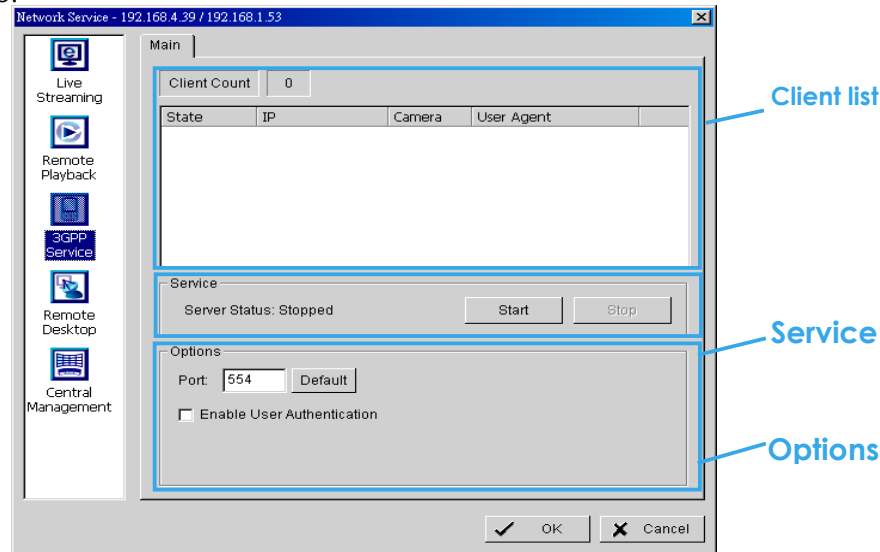 Network Service - 192.168.4.39 / 192.168.1.53
Live
Streaming
Remote
Playback
3GPP
Service
Remote
Desktop
Central
Management
Main
Client Count 0
State IP Camera User Agent
Service
Server Status: Stopped Start Stop
Options
Port: 554 Default
Enable User Authentication
OK Cancel
Client list
Service
Options